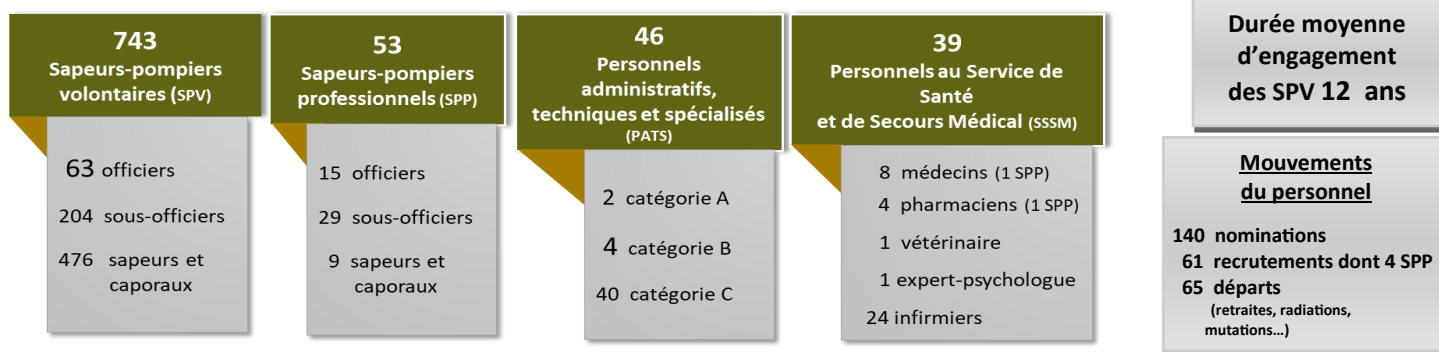 743
Sapeurs-pompiers
volontaires (SPV)
63 officiers
204 sous-officiers
476 sapeurs et
caporaux
53
Sapeurs-pompiers
professionnels (SPP)
15 officiers
29 sous-officiers
9 sapeurs et
caporaux
46
Personnels
administratifs,
techniques et spécialisés
(PATS)
2 catégorie A
4 catégorie B
40 catégorie C
39
Personnels au Service de
Santé
et de Secours Médical (SSSM)
8 médecins (1 SPP)
4 pharmaciens (1 SPP)
1 vétérinaire
1 expert-psychologue
24 infirmiers
Durée moyenne
d’engagement
des SPV 12 ans
Mouvements
du personnel
140 nominations
61 recrutements dont 4 SPP
65 départs
(retraites, radiations,
mutations...)